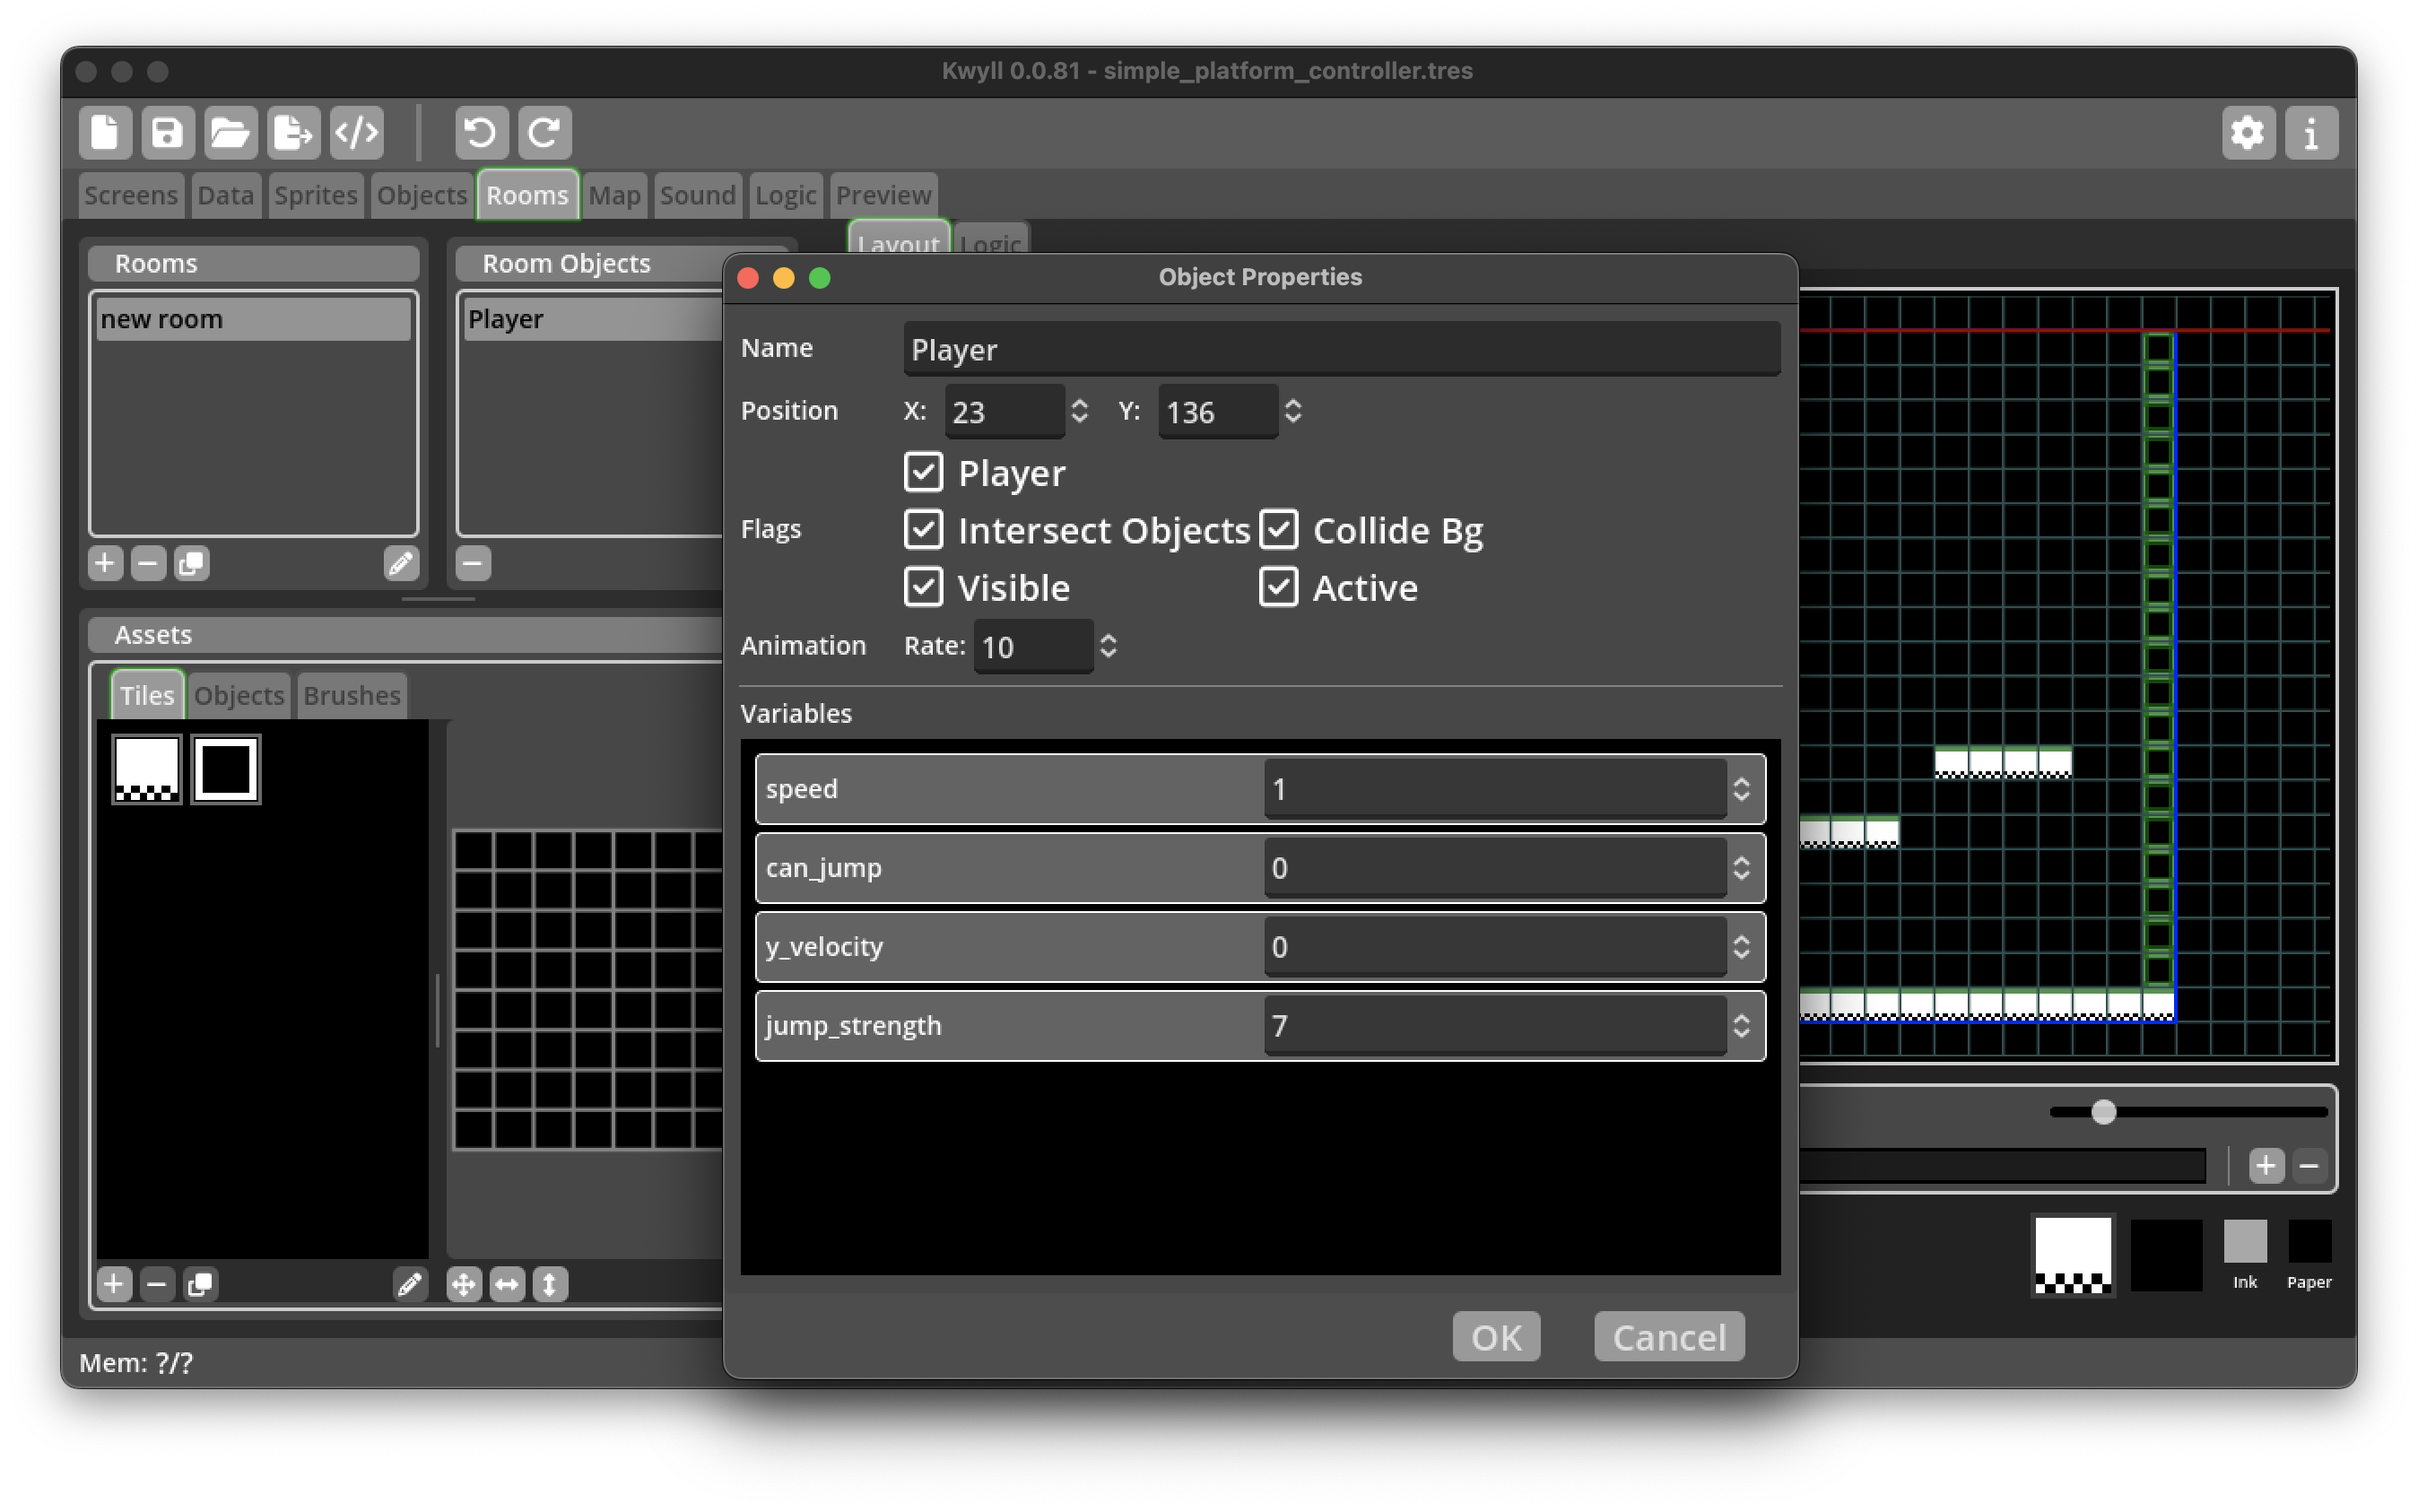 Kwyll 0.0.81 - simple_platform_controller.tres
Screens Data Sprites Objects Rooms Map Sound Logic Preview
Layout Logic
Rooms
Room Objects
new room
Player
Object Properties
Name Player
Position X: 23 Y: 136
Player
Flags Intersect Objects Collide Bg
Visible Active
Animation Rate: 10
Variables
speed 1
can_jump 0
y_velocity 0
jump_strength 7
OK Cancel
Assets
Tiles Objects Brushes
Ink Paper
Mem: ?/?